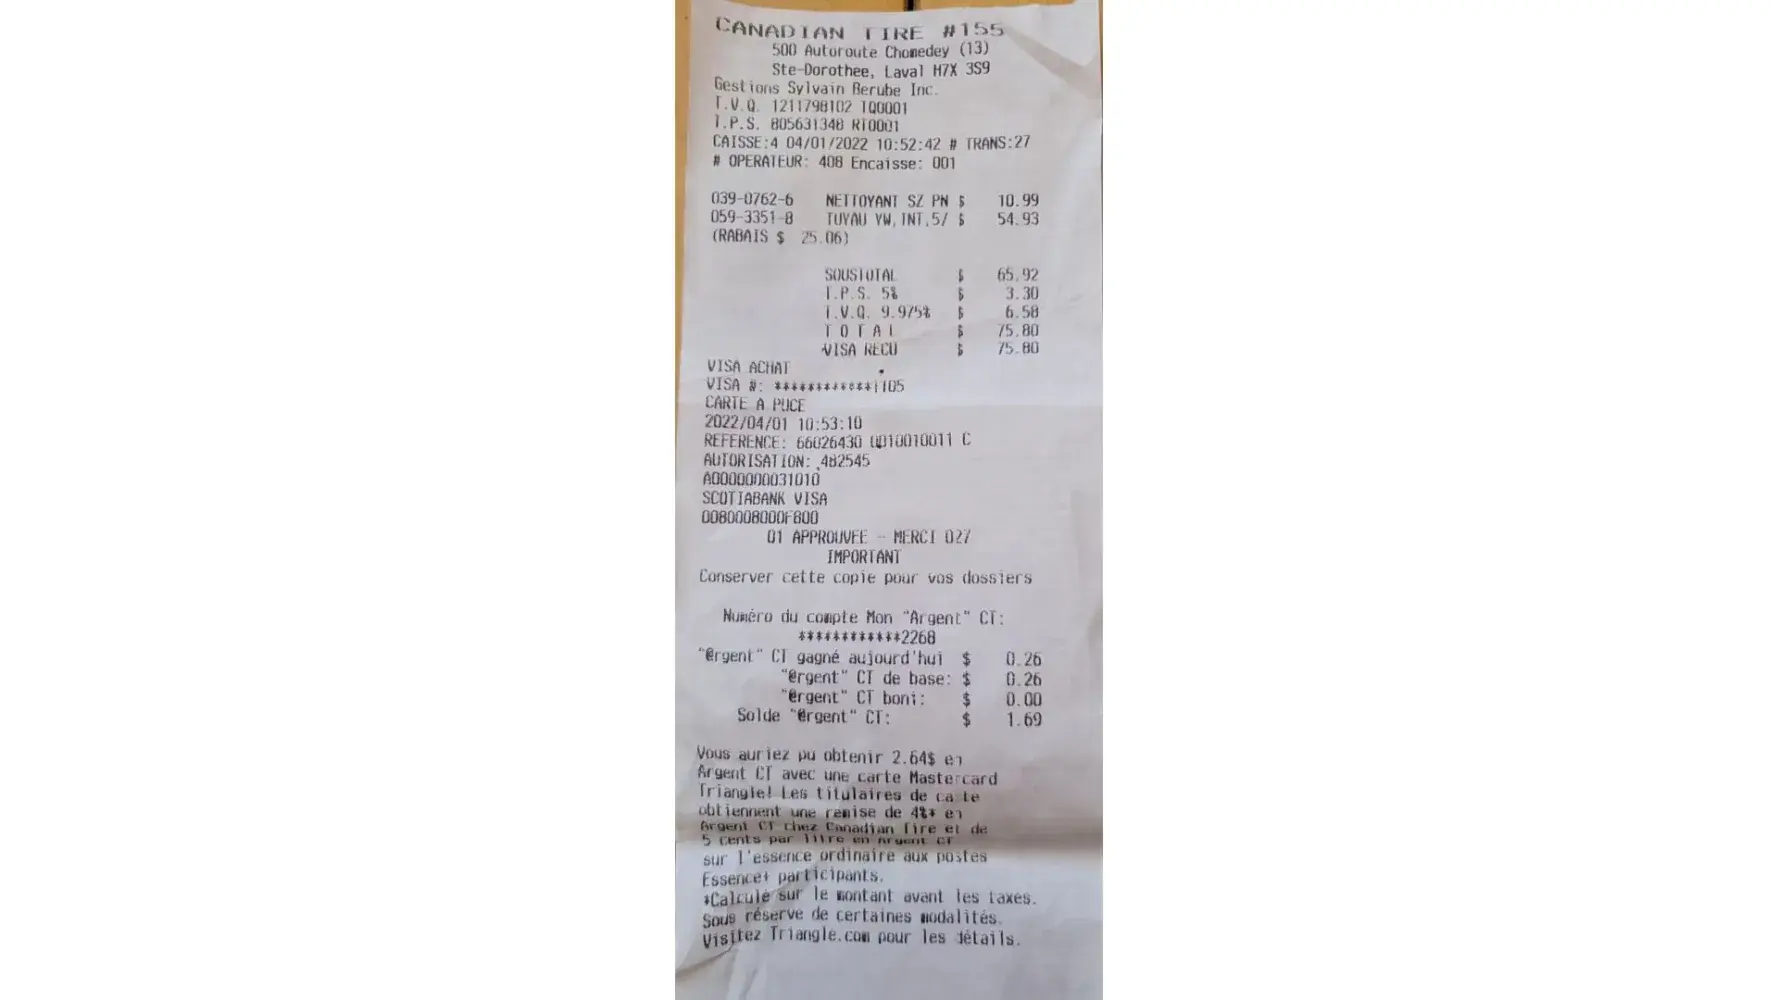 CANADIAN TIRE #155
500 Autoroute Chomedey (13)
Ste-Dorothee, Laval H7X 3S9
Gestions Sylvain Berube Inc.
T.V.Q. 1211798102 TQ0001
T.P.S. 805631348 RT0001
CAISSE:4 04/01/2022 10:52:42 # TRANS:27
# OPERATEUR: 408 Encaisse: 001
039-0762-6 NETTOYANT SZ PN $ 10.99
059-3351-8 TUYAU YW,INT,5/ $ 54.93
(RABAIS $ 25.06)
SOUSTOTAL $ 65.92
T.P.S. 5% $ 3.30
T.V.Q. 9.975% $ 6.58
T O T A L $ 75.80
VISA RECU $ 75.80
VISA ACHAT
VISA #: ************1105
CARTE A PUCE
2022/04/01 10:53:10
REFERENCE: 66026430 0010010011 C
AUTORISATION: 482545
A0000000031010
SCOTIABANK VISA
0080008000F800
01 APPROUVEE - MERCI 027
IMPORTANT
Conserver cette copie pour vos dossiers
Numéro du compte Mon "Argent" CT:
************2268
"@rgent" CT gagné aujourd'hui $ 0.26
"@rgent" CT de base: $ 0.26
"@rgent" CT boni: $ 0.00
Solde "@rgent" CT: $ 1.69
Vous auriez pu obtenir 2.64$ en
Argent CT avec une carte Mastercard
Triangle! Les titulaires de carte
obtiennent une remise de 4%* en
Argent CT chez Canadian Tire et de
5 cents par litre en Argent CT
sur l'essence ordinaire aux postes
Essence+ participants.
*Calculé sur le montant avant les taxes.
Sous réserve de certaines modalités.
Visitez Triangle.com pour les détails.